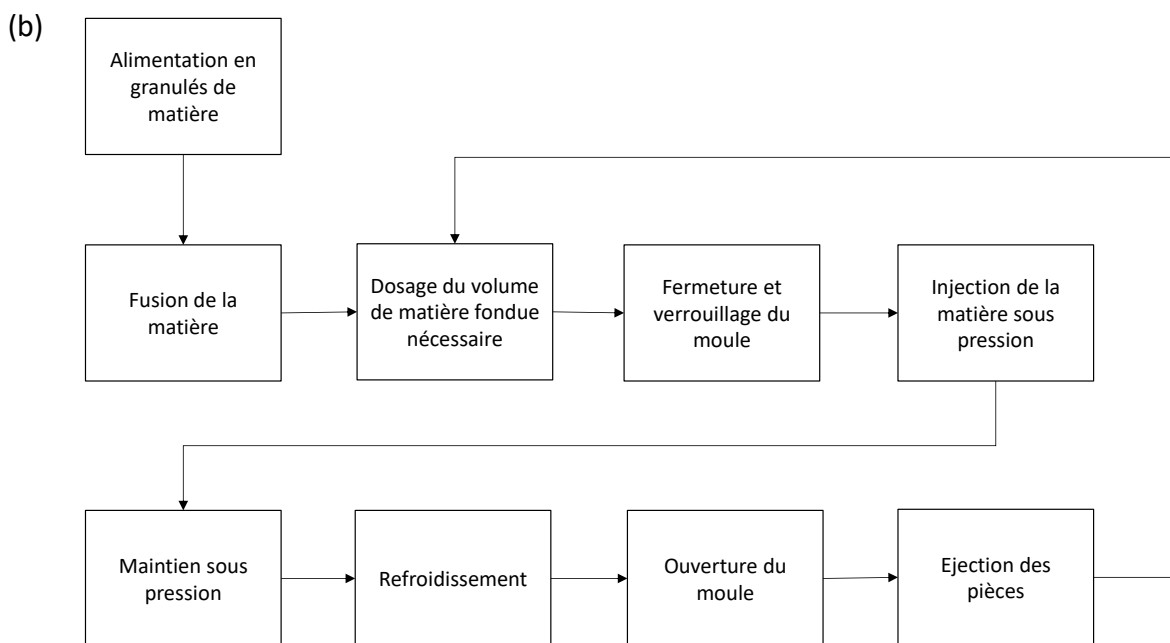 (b)
Alimentation en
granulés de
matière
Fusion de la
matière
Dosage du volume
de matière fondue
nécessaire
Fermeture et
verrouillage du
moule
Injection de la
matière sous
pression
Maintien sous
pression
Refroidissement
Ouverture du
moule
Ejection des
pièces